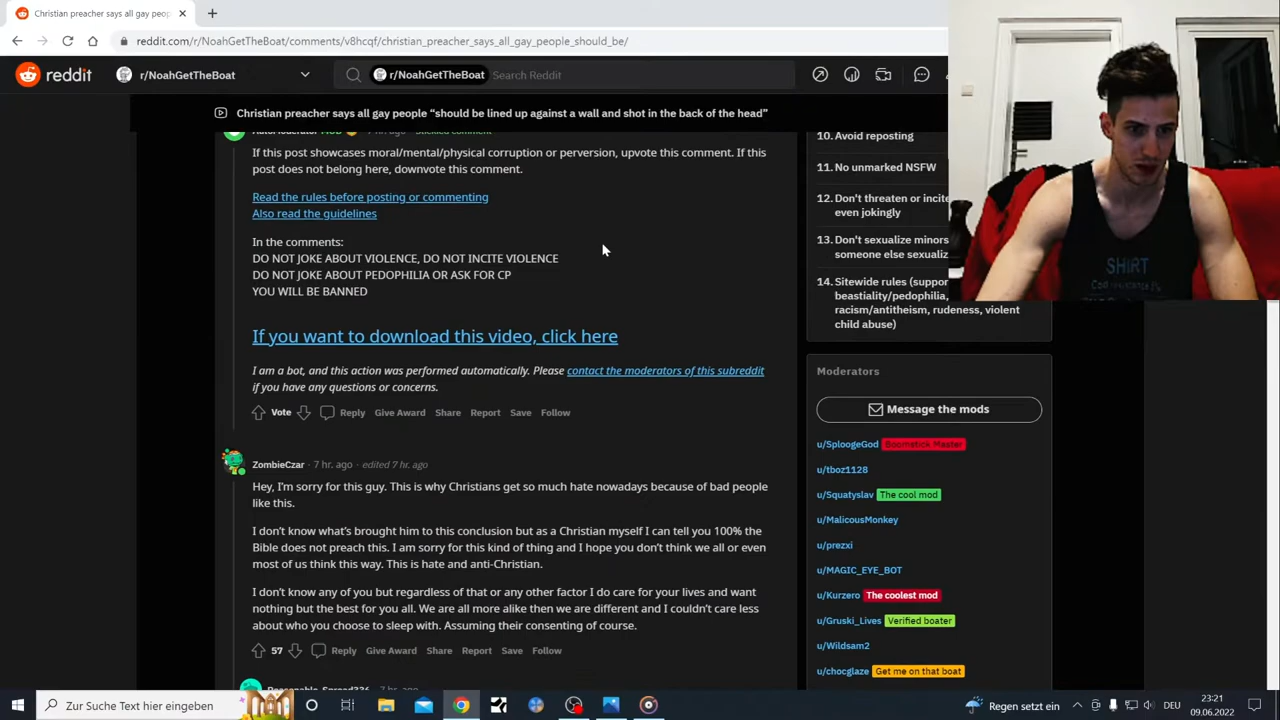 Christian preacher says all gay peop
reddit.com/r/NoahGetTheBoat/comments/
n_preacher_says_
y_people_should_be/
reddit
r/NoahGetTheBoat
r/NoahGetTheBoat
Search Reddit
Christian preacher says all gay people “should be lined up against a wall and shot in the back of the head”
If this post showcases moral/mental/physical corruption or perversion, upvote this comment. If this
post does not belong here, downvote this comment.
Read the rules before posting or commenting
Also read the guidelines
In the comments:
DO NOT JOKE ABOUT VIOLENCE, DO NOT INCITE VIOLENCE
DO NOT JOKE ABOUT PEDOPHILIA OR ASK FOR CP
YOU WILL BE BANNED
If you want to download this video, click here
I am a bot, and this action was performed automatically. Please contact the moderators of this subreddit
if you have any questions or concerns.
Vote Reply Give Award Share Report Save Follow
ZombieCzar · 7 hr. ago · edited 7 hr. ago
Hey, I'm sorry for this guy. This is why Christians get so much hate nowadays because of bad people
like this.
I don't know what's brought him to this conclusion but as a Christian myself I can tell you 100% the
Bible does not preach this. I am sorry for this kind of thing and I hope you don't think we all or even
most of us think this way. This is hate and anti-Christian.
I don't know any of you but regardless of that or any other factor I do care for your lives and want
nothing but the best for you all. We are all more alike then we are different and I couldn't care less
about who you choose to sleep with. Assuming their consenting of course.
57 Reply Give Award Share Report Save Follow
10. Avoid reposting
11. No unmarked NSFW
12. Don't threaten or incite
even jokingly
13. Don't sexualize minors
someone else sexualiz
14. Sitewide rules (suppor
beastiality/pedophilia,
racism/antitheism, rudeness, violent
child abuse)
Moderators
Message the mods
u/SploogeGod Boomstick Master
u/tboz1128
u/Squatyslav The cool mod
u/MalicousMonkey
u/prezxi
u/MAGIC_EYE_BOT
u/Kurzero The coolest mod
u/Gruski_Lives Verified boater
u/Wildsam2
u/chocglaze Get me on that boat
SHIRT
Zur Suche Text hier eingeben
Regen setzt ein
DEU
23:21
09.06.2022